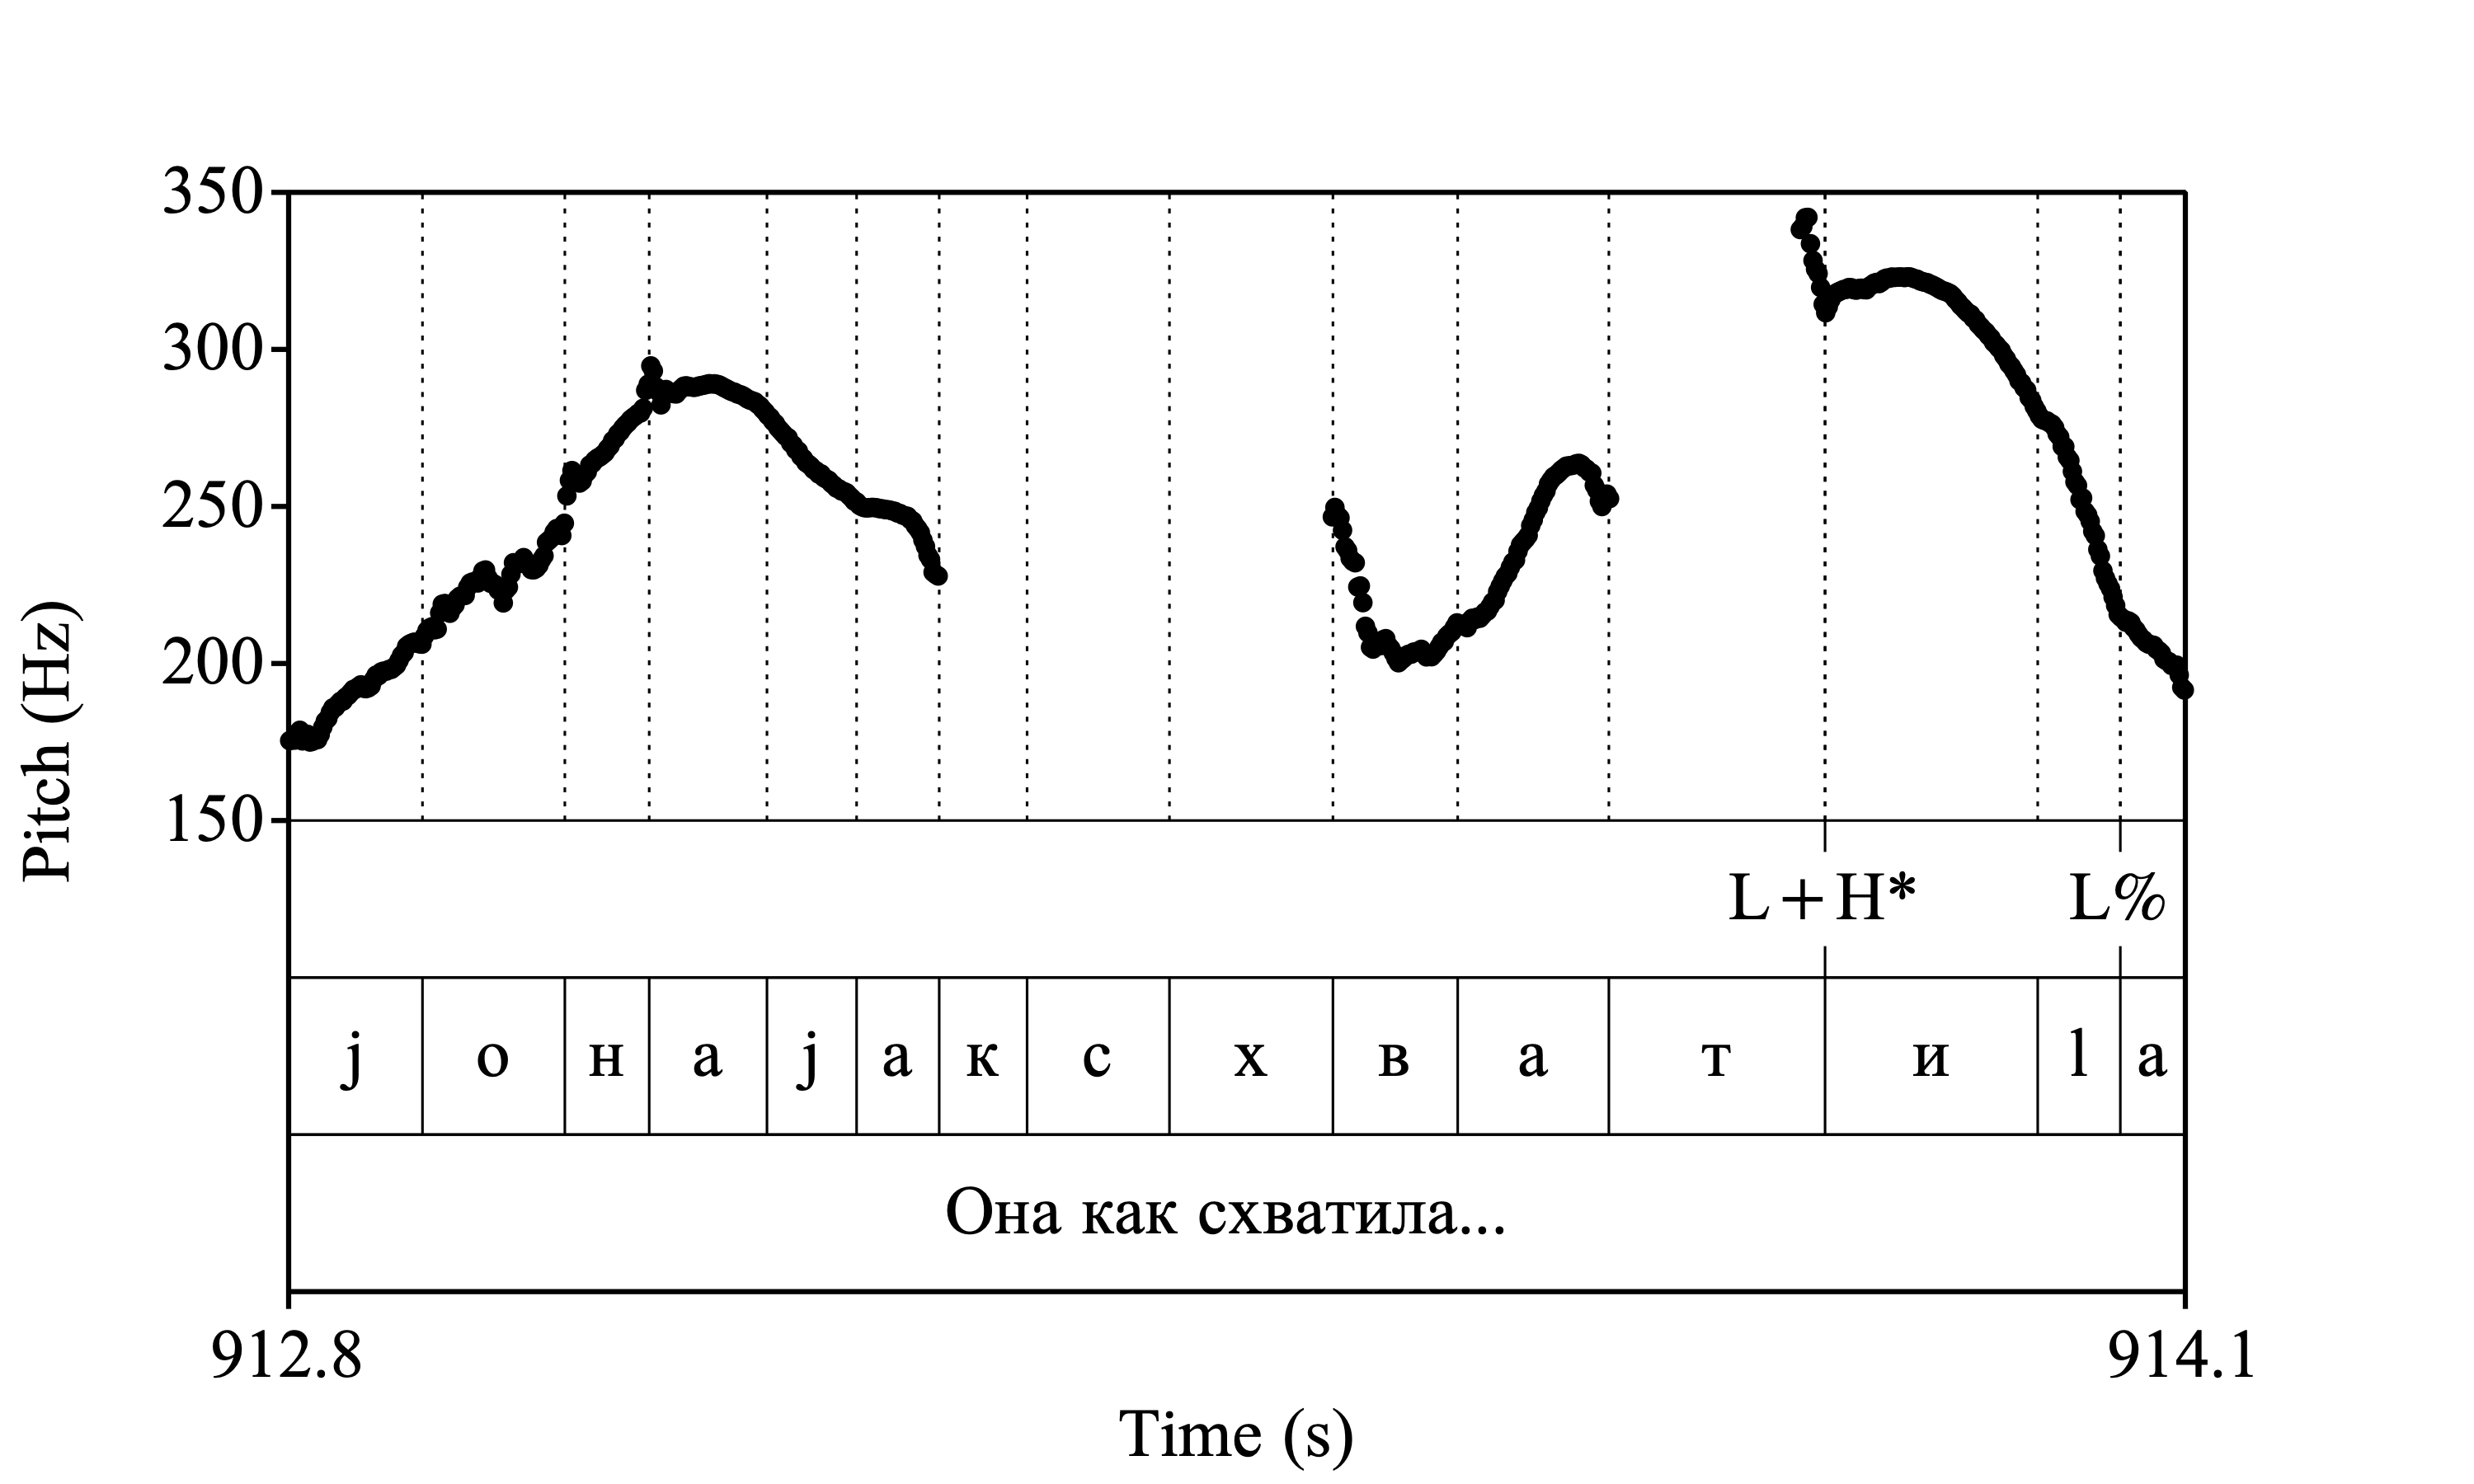 350
300
250
200
150
Pitch (Hz)
L+H* L%
j о н а j а к с х в а т и l а
Она как схватила...
912.8 914.1
Time (s)